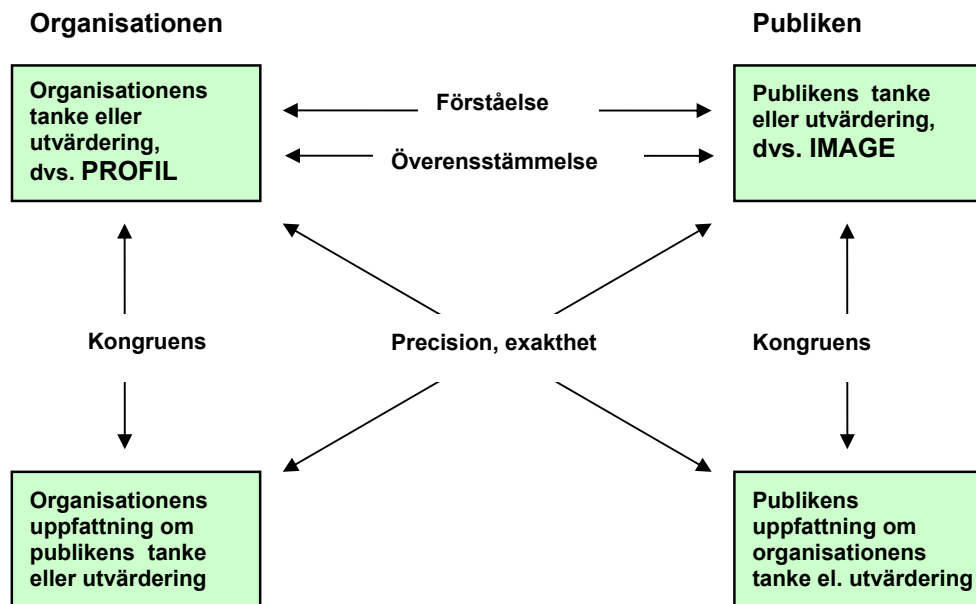 Organisationen
Publiken
Organisationens
tanke eller
utvärdering,
dvs. PROFIL
Förståelse
Överensstämmelse
Publikens tanke
eller utvärdering,
dvs. IMAGE
Kongruens
Precision, exakthet
Kongruens
Organisationens
uppfattning om
publikens tanke
eller utvärdering
Publikens
uppfattning om
organisationens
tanke el. utvärdering